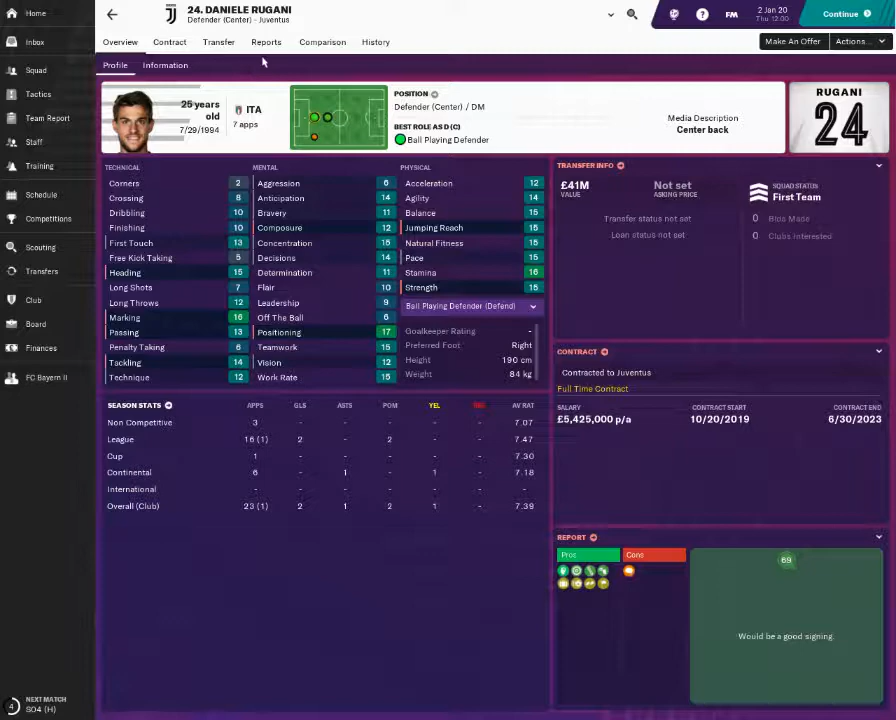 Home
Inbox
Squad
Tactics
Team Report
Staff
Training
Schedule
Competitions
Scouting
Transfers
Club
Board
Finances
FC Bayern II
4
NEXT MATCH
S04 (H)
24. DANIELE RUGANI
Defender (Center) - Juventus
FM
2 Jan 20
Thu 12:00
Continue
Overview Contract Transfer Reports Comparison History
Make An Offer
Actions...
Profile Information
25 years
old
7/29/1994
ITA
7 apps
POSITION
Defender (Center) / DM
BEST ROLE AS D (C)
Ball Playing Defender
Media Description
Center back
RUGANI
24
TECHNICAL
Corners 2
Crossing 8
Dribbling 10
Finishing 10
First Touch 13
Free Kick Taking 5
Heading 15
Long Shots 7
Long Throws 12
Marking 16
Passing 13
Penalty Taking 6
Tackling 14
Technique 12
MENTAL
Aggression 6
Anticipation 14
Bravery 11
Composure 12
Concentration 15
Decisions 14
Determination 11
Flair 10
Leadership 9
Off The Ball 6
Positioning 17
Teamwork 15
Vision 12
Work Rate 15
PHYSICAL
Acceleration 12
Agility 14
Balance 15
Jumping Reach 15
Natural Fitness 15
Pace 15
Stamina 16
Strength 15
Ball Playing Defender (Defend)
Goalkeeper Rating -
Preferred Foot Right
Height 190 cm
Weight 84 kg
SEASON STATS APPS GLS ASTS POM YEL RED AV RAT
Non Competitive 3 - - - - - 7.07
League 16 (1) 2 - 2 - - 7.47
Cup 1 - - - - - 7.30
Continental 6 - 1 - 1 - 7.18
International - - - - - - -
Overall (Club) 23 (1) 2 1 2 1 - 7.39
TRANSFER INFO
£41M
VALUE
Not set
ASKING PRICE
Transfer status not set
Loan status not set
SQUAD STATUS
First Team
0 Bids Made
0 Clubs Interested
CONTRACT
Contracted to Juventus
Full Time Contract
SALARY
£5,425,000 p/a
CONTRACT START
10/20/2019
CONTRACT END
6/30/2023
REPORT
Pros
Cons
69
Would be a good signing.